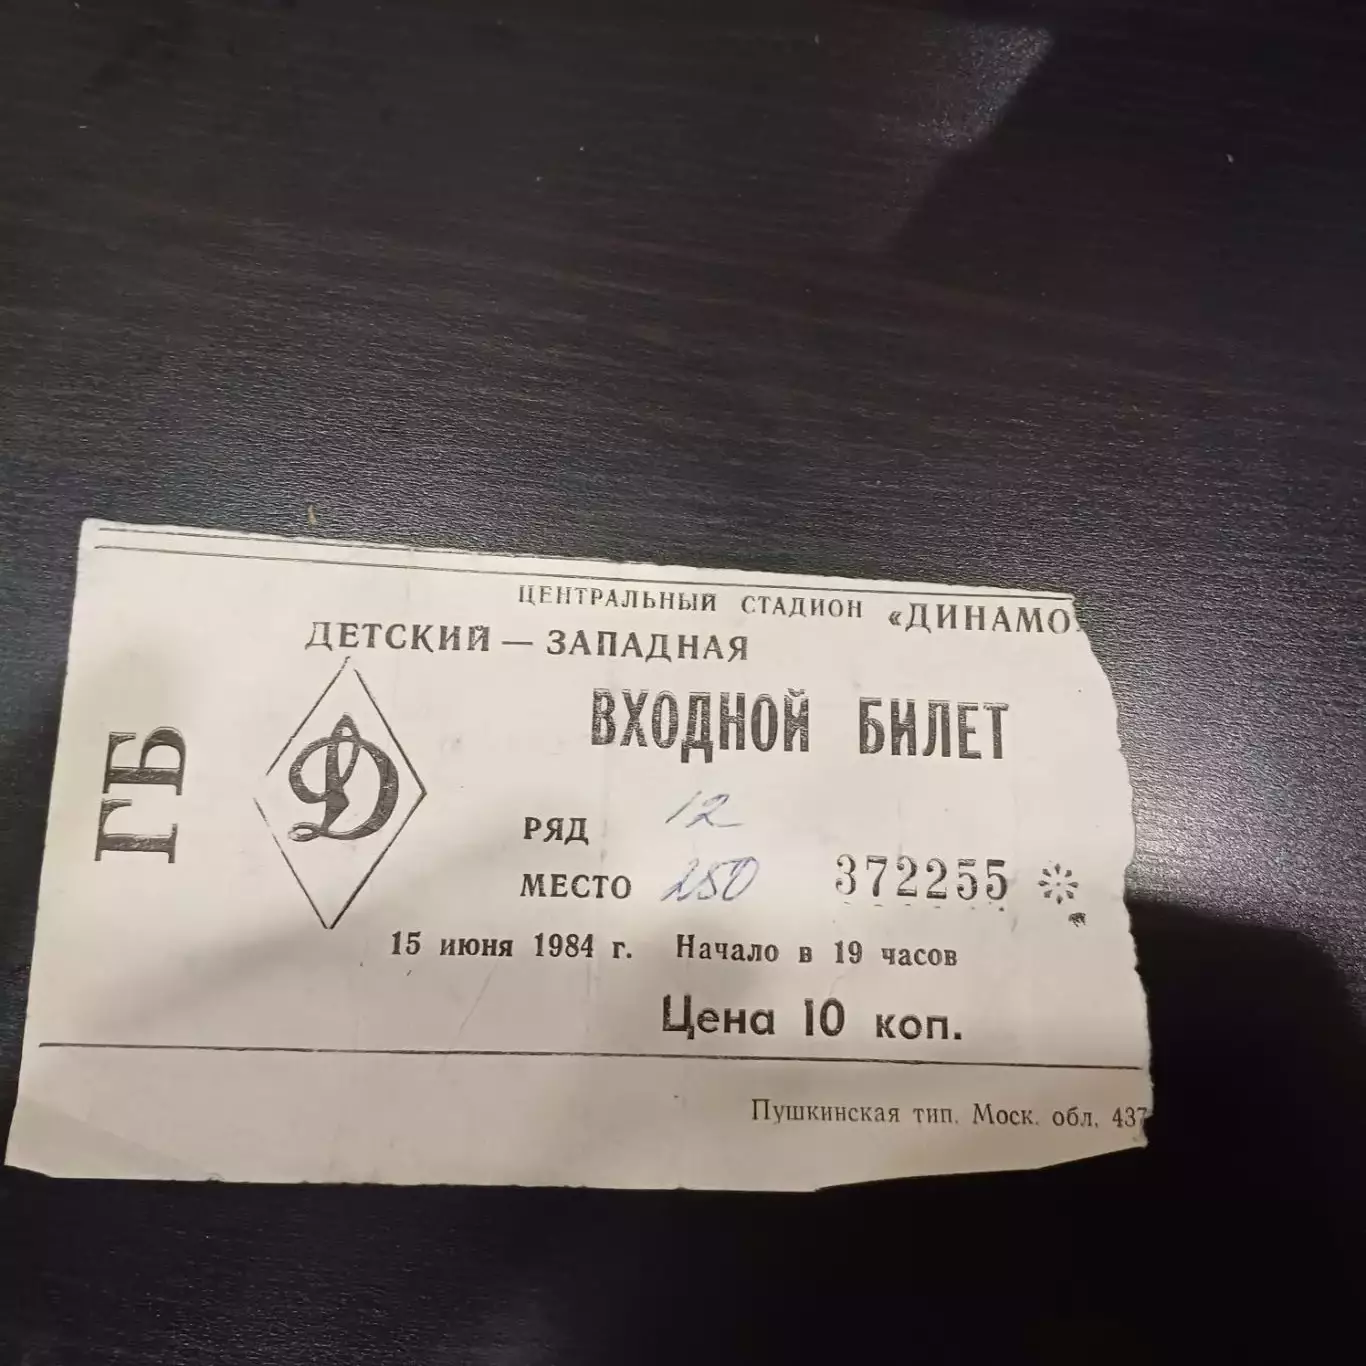 ЦЕНТРАЛЬНЫЙ СТАДИОН «ДИНАМО»
ДЕТСКИЙ — ЗАПАДНАЯ
ГБ
Д
ВХОДНОЙ БИЛЕТ
РЯД 12
МЕСТО 250 372255
15 июня 1984 г. Начало в 19 часов
Цена 10 коп.
Пушкинская тип. Моск. обл. 437